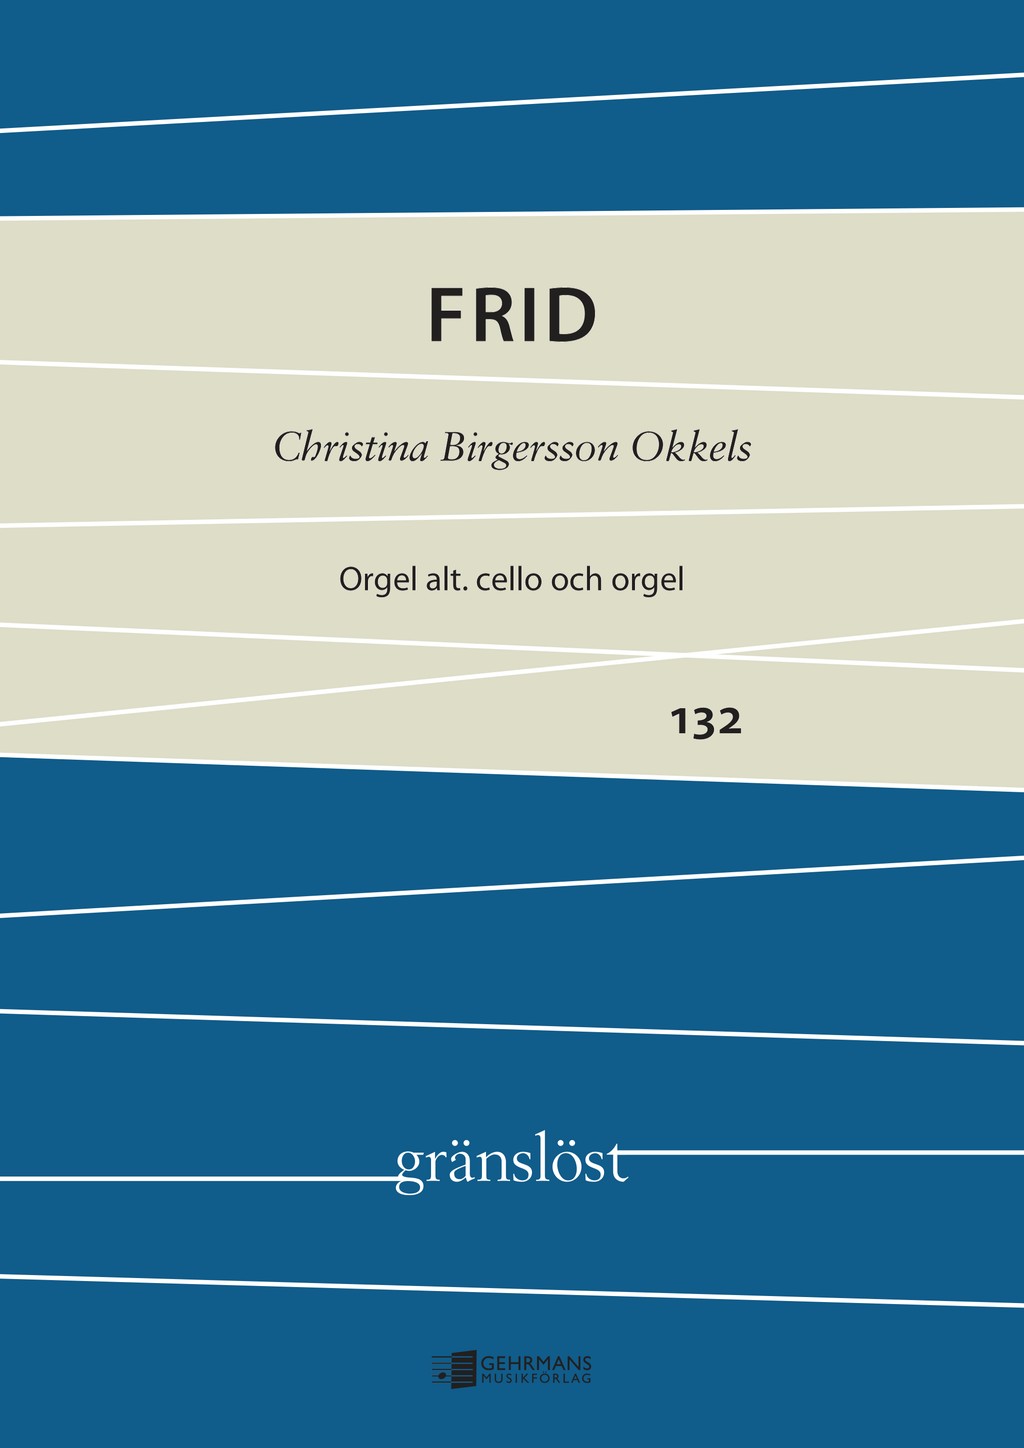 FRID
Christina Birgersson Okkels
Orgel alt. cello och orgel
132
gränslöst
GEHRMANS
MUSIKFÖRLAG